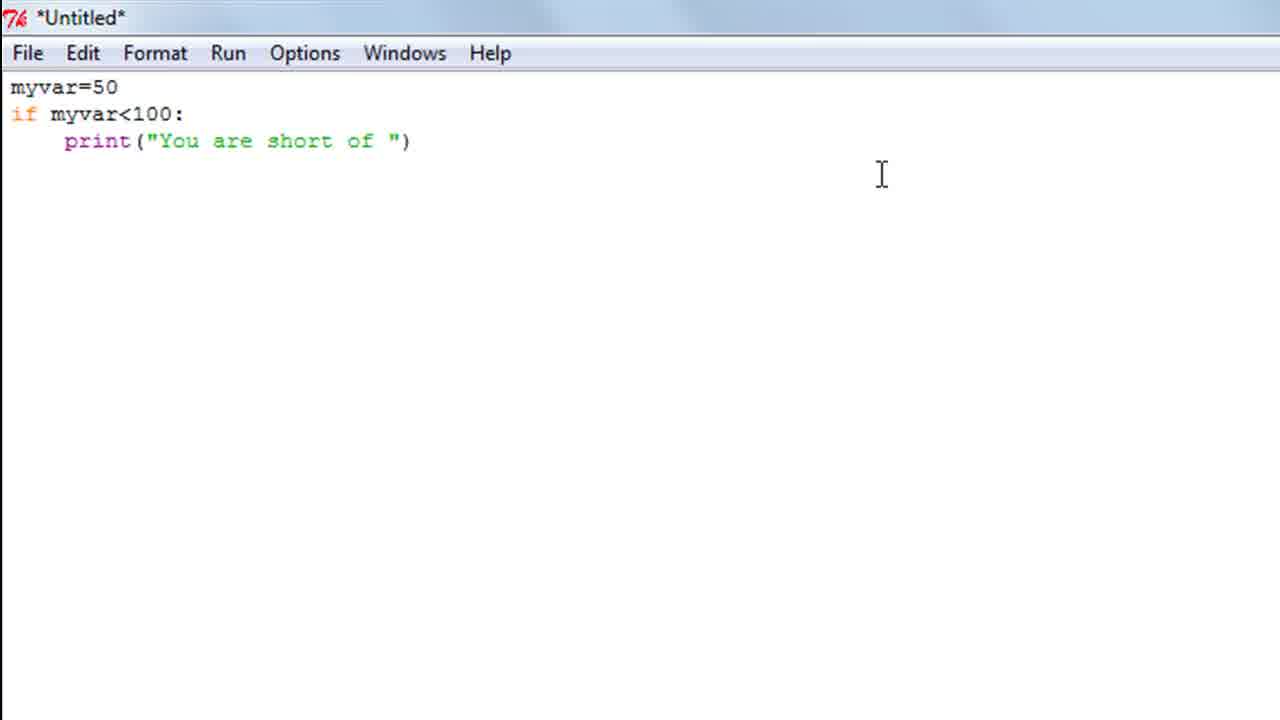 *Untitled*
File Edit Format Run Options Windows Help
myvar=50
if myvar<100:
    print("You are short of ")